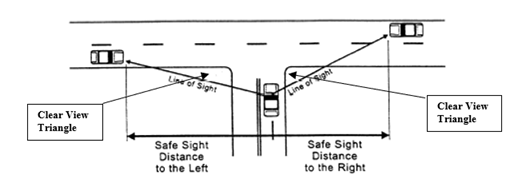 Line of Sight
Line of Sight
Clear View
Triangle
Clear View
Triangle
Safe Sight
Distance
to the Left
Safe Sight
Distance
to the Right